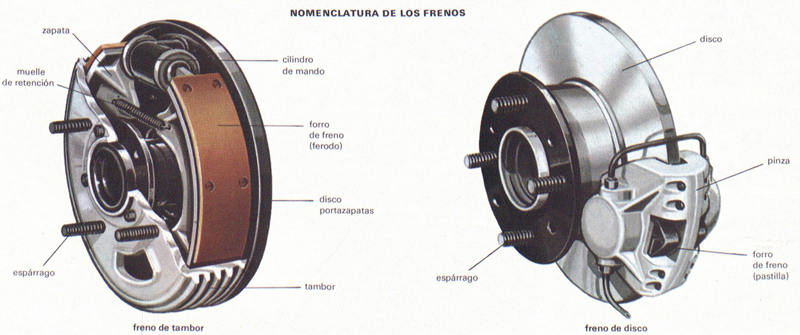 NOMENCLATURA DE LOS FRENOS
zapata
muelle
de retención
cilindro
de mando
forro
de freno
(ferodo)
disco
portazapatas
espárrago
tambor
freno de tambor
disco
pinza
espárrago
forro
de freno
(pastilla)
freno de disco